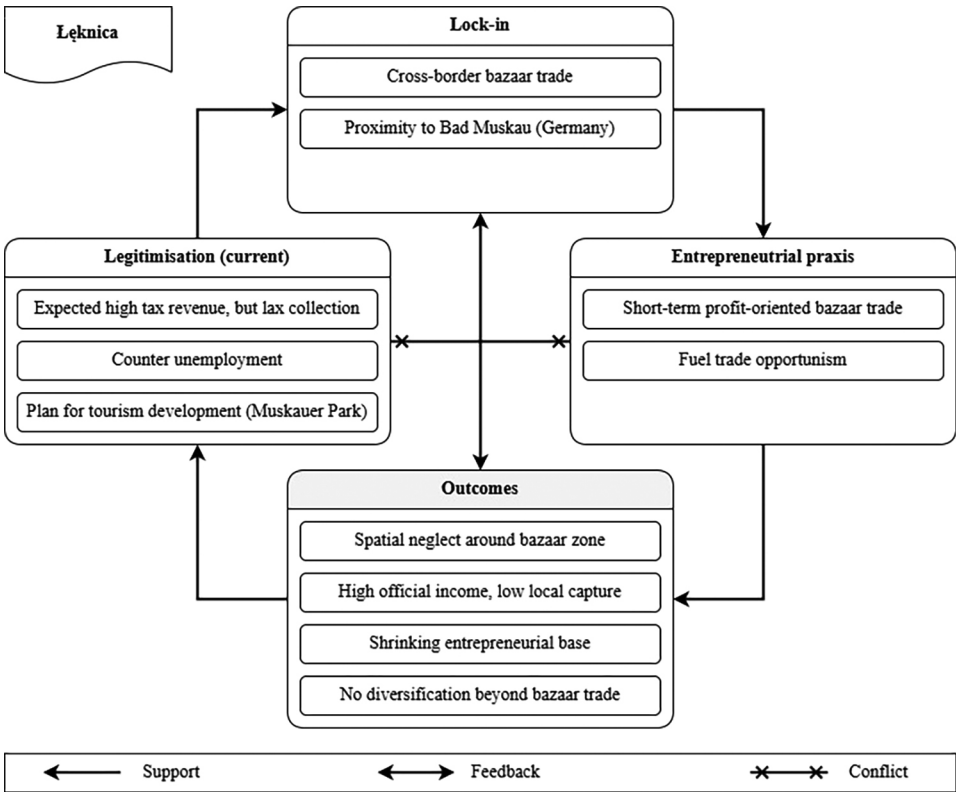 Łęknica
Lock-in
Cross-border bazaar trade
Proximity to Bad Muskau (Germany)
Legitimisation (current)
Expected high tax revenue, but lax collection
Counter unemployment
Plan for tourism development (Muskauer Park)
Entrepreneutrial praxis
Short-term profit-oriented bazaar trade
Fuel trade opportunism
Outcomes
Spatial neglect around bazaar zone
High official income, low local capture
Shrinking entrepreneurial base
No diversification beyond bazaar trade
Support
Feedback
Conflict